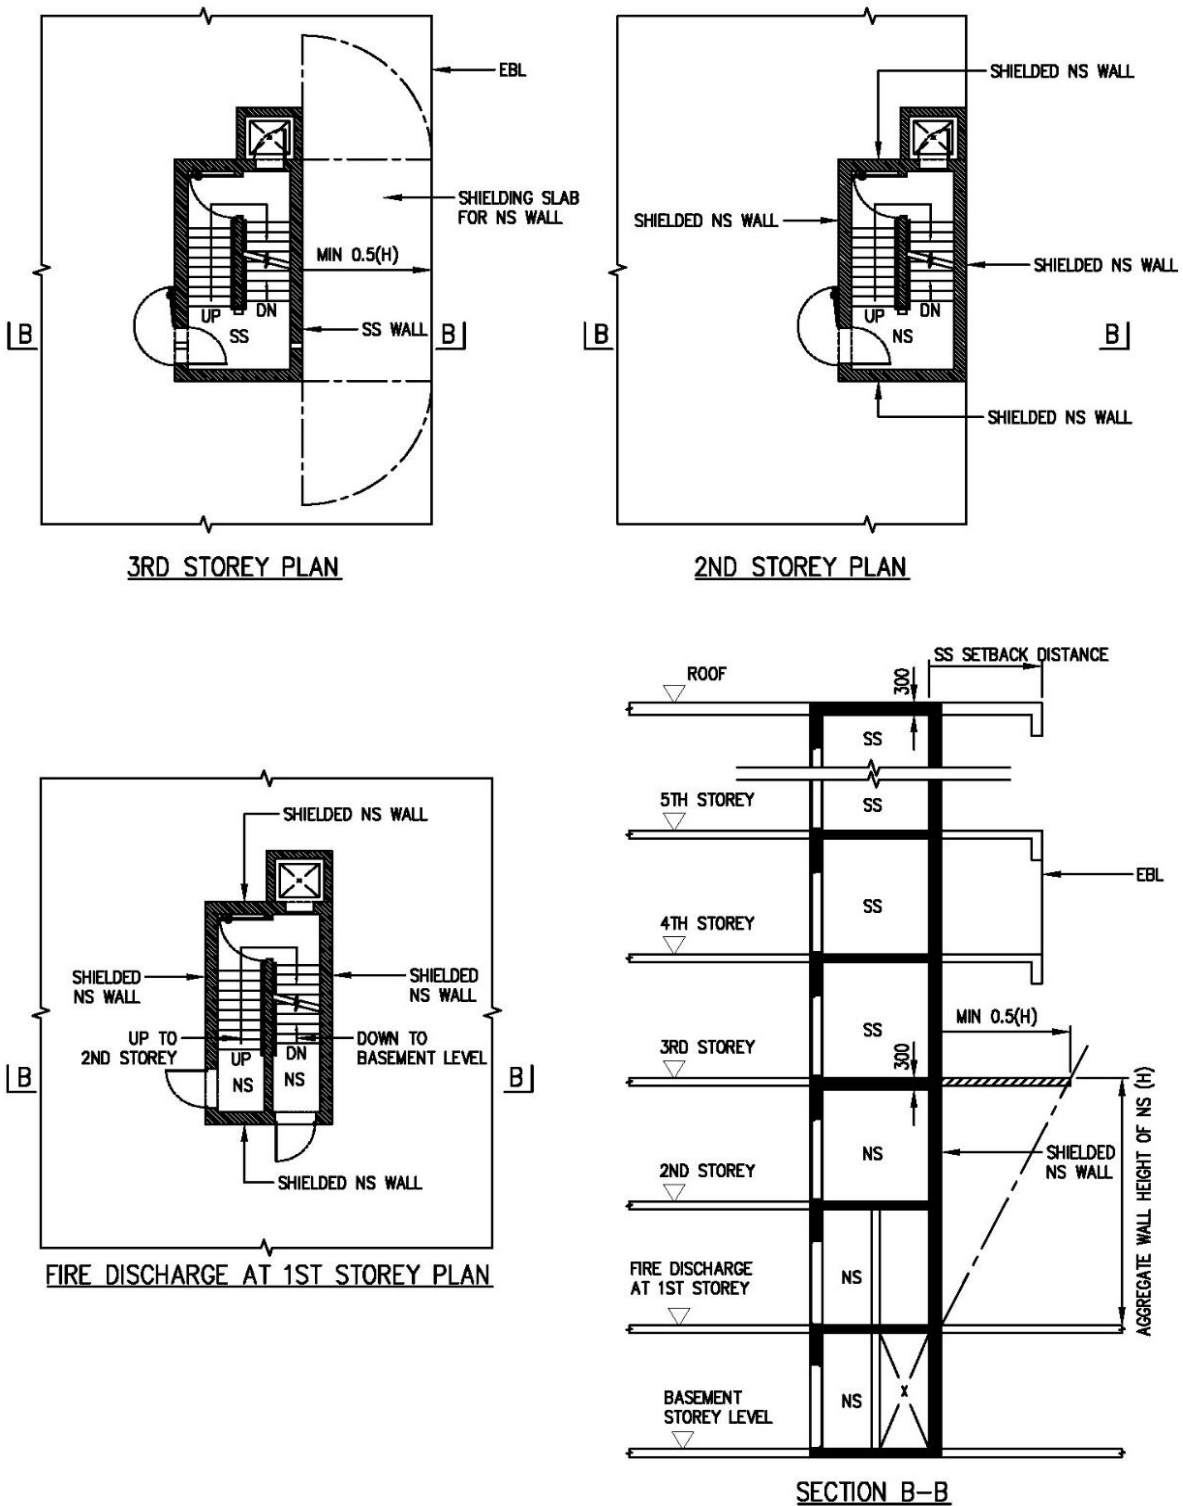 EBL
SHIELDING SLAB
FOR NS WALL
MIN 0.5(H)
UP
DN
SS
SS WALL
B
B
3RD STOREY PLAN
SHIELDED NS WALL
SHIELDED NS WALL
SHIELDED NS WALL
UP
DN
NS
B
B
SHIELDED NS WALL
2ND STOREY PLAN
SHIELDED NS WALL
SHIELDED
NS WALL
SHIELDED
NS WALL
UP TO
2ND STOREY
DOWN TO
BASEMENT LEVEL
UP
DN
NS
NS
B
B
SHIELDED NS WALL
FIRE DISCHARGE AT 1ST STOREY PLAN
SS SETBACK DISTANCE
ROOF
300
SS
5TH STOREY
SS
EBL
SS
4TH STOREY
MIN 0.5(H)
SS
3RD STOREY
300
AGGREGATE WALL HEIGHT OF NS (H)
NS
SHIELDED
NS WALL
2ND STOREY
FIRE DISCHARGE
AT 1ST STOREY
NS
BASEMENT
STOREY LEVEL
NS
X
SECTION B-B